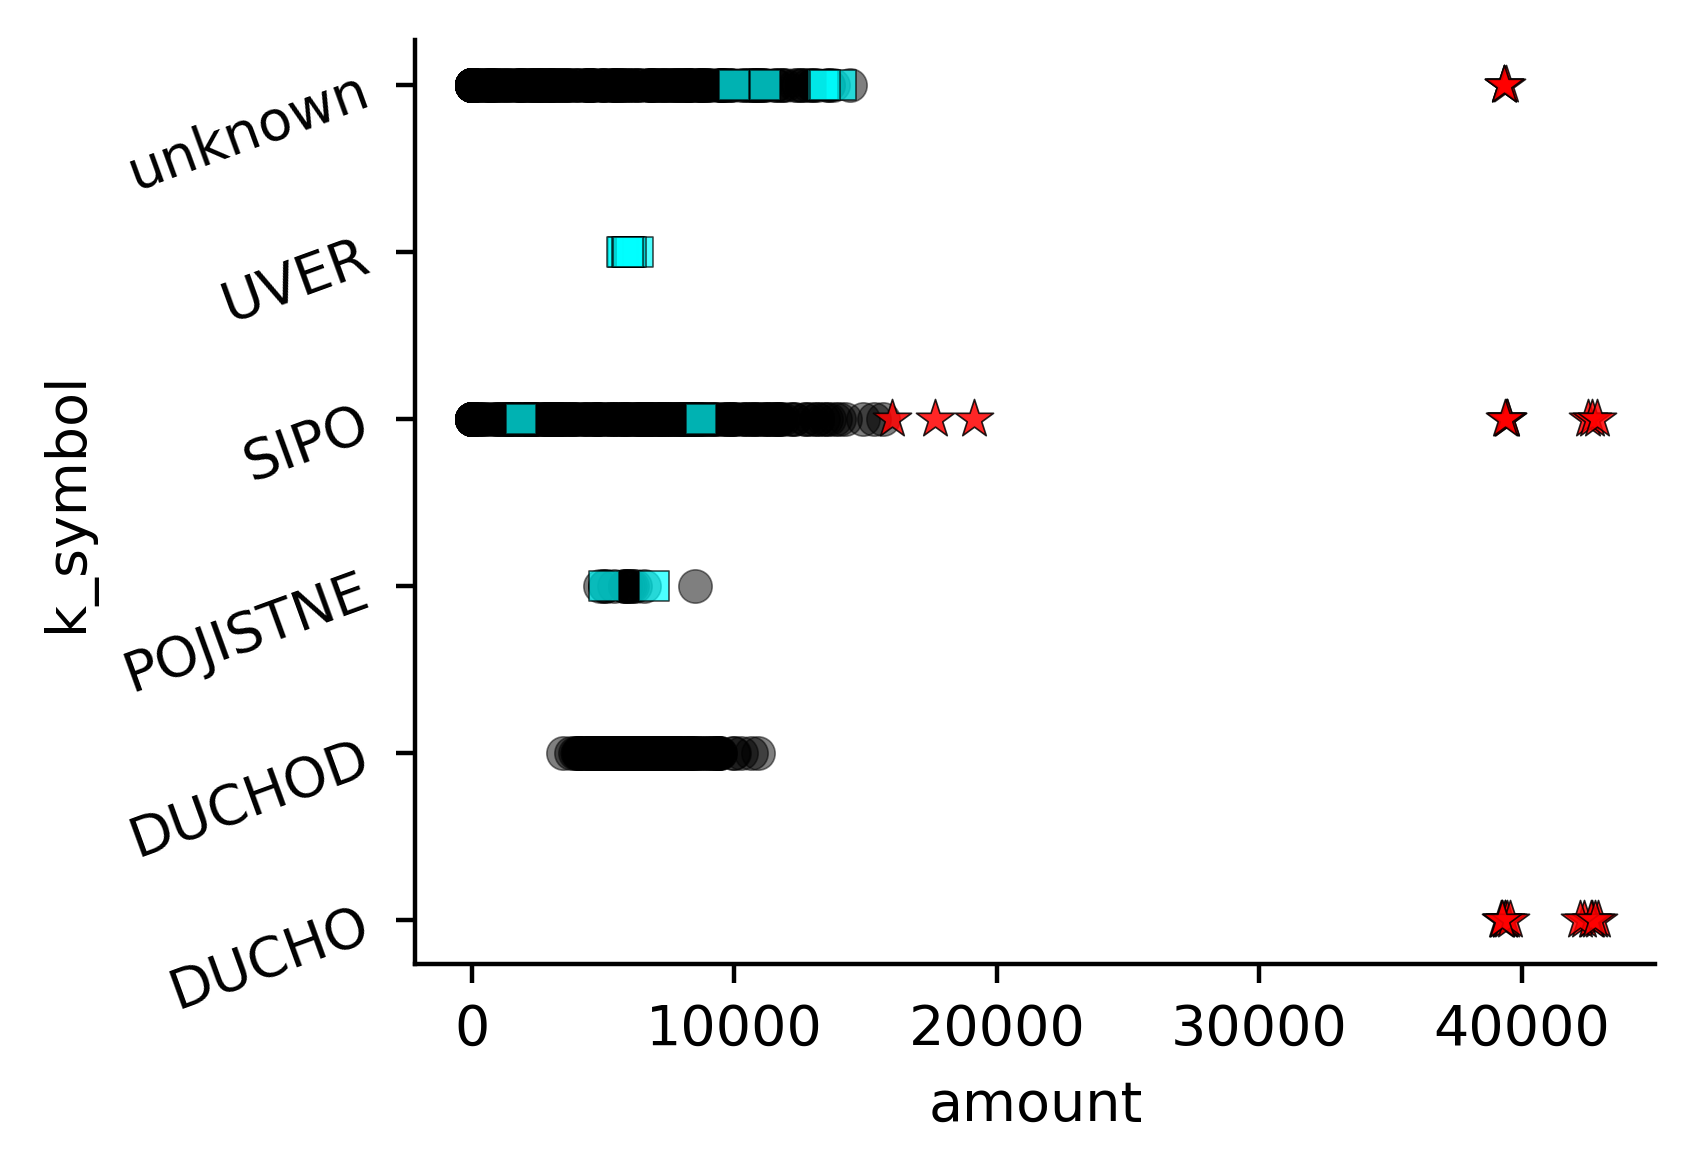 unknown
UVER
SIPO
POJISTNE
DUCHOD
DUCHO
k_symbol
0 10000 20000 30000 40000
amount